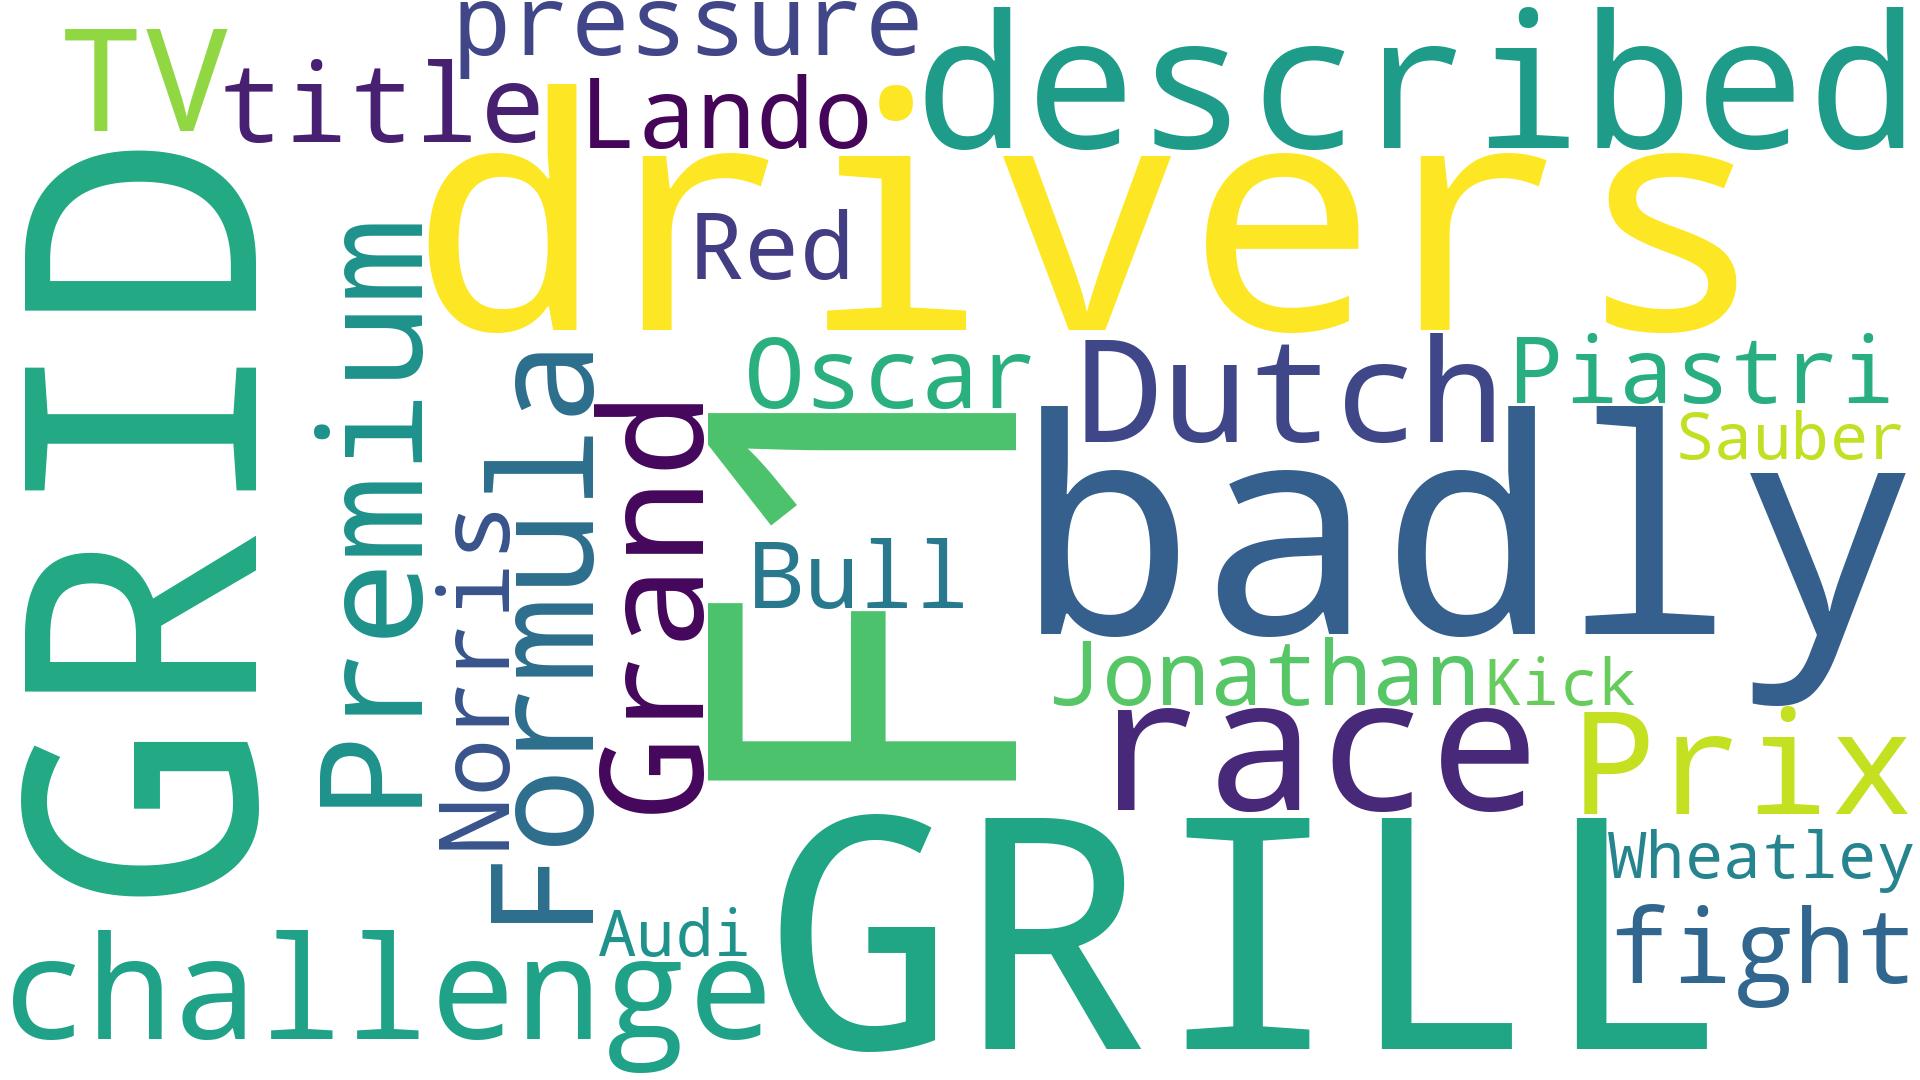 pressure
TV
title
Lando
described
drivers
GRID
Premium
Red
Oscar
Dutch
Piastri
Sauber
Norris
Formula
Grand
F1
badly
Bull
Jonathan
Kick
race
Prix
Wheatley
GRILL
fight
Audi
challenge